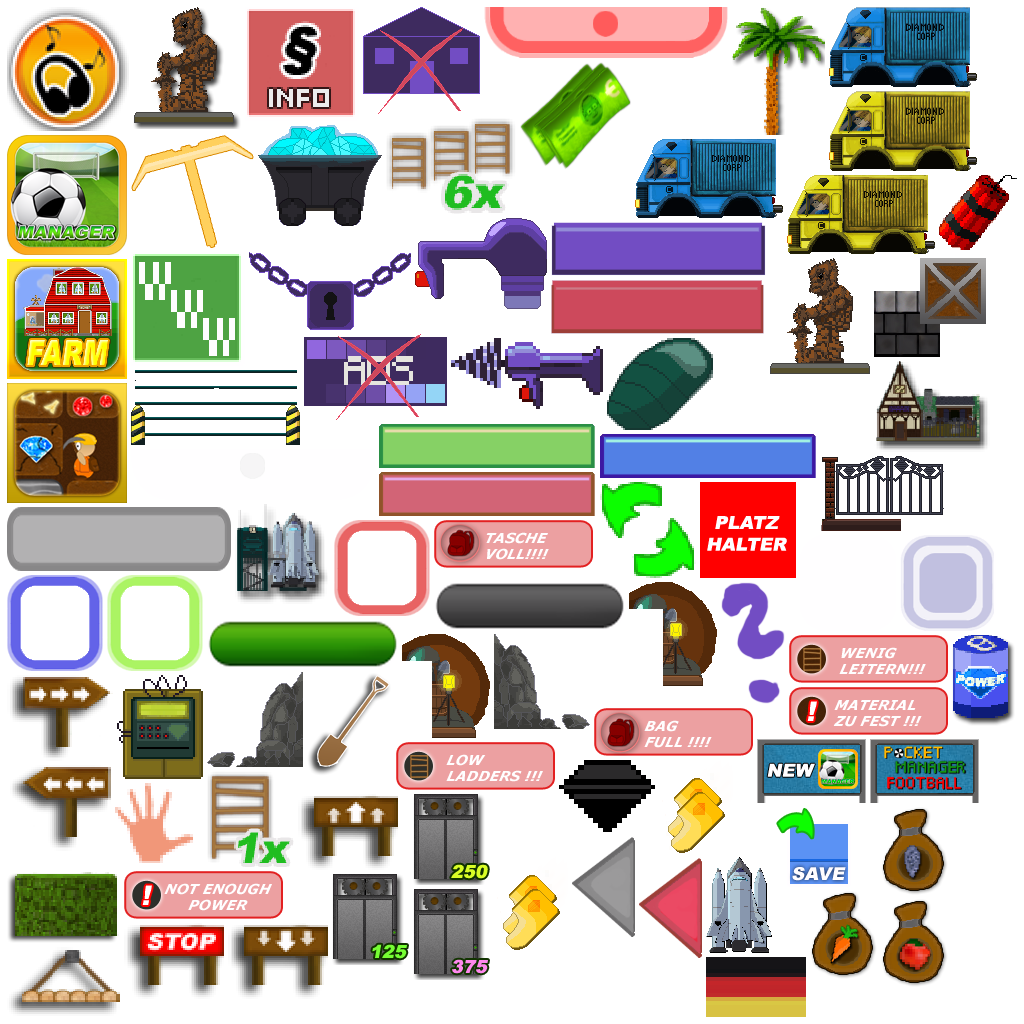 §
INFO
DIAMOND
CORP
DIAMOND
CORP
DIAMOND
CORP
DIAMOND
CORP
MANAGER
6x
FARM
ADS
PLATZ
HALTER
TASCHE
VOLL!!!!
WENIG
LEITERN!!!
POWER
MATERIAL
ZU FEST !!!
BAG
FULL !!!!
LOW
LADDERS !!!
NEW
POCKET
MANAGER
FOOTBALL
1x
250
SAVE
! NOT ENOUGH
POWER
STOP
125
375